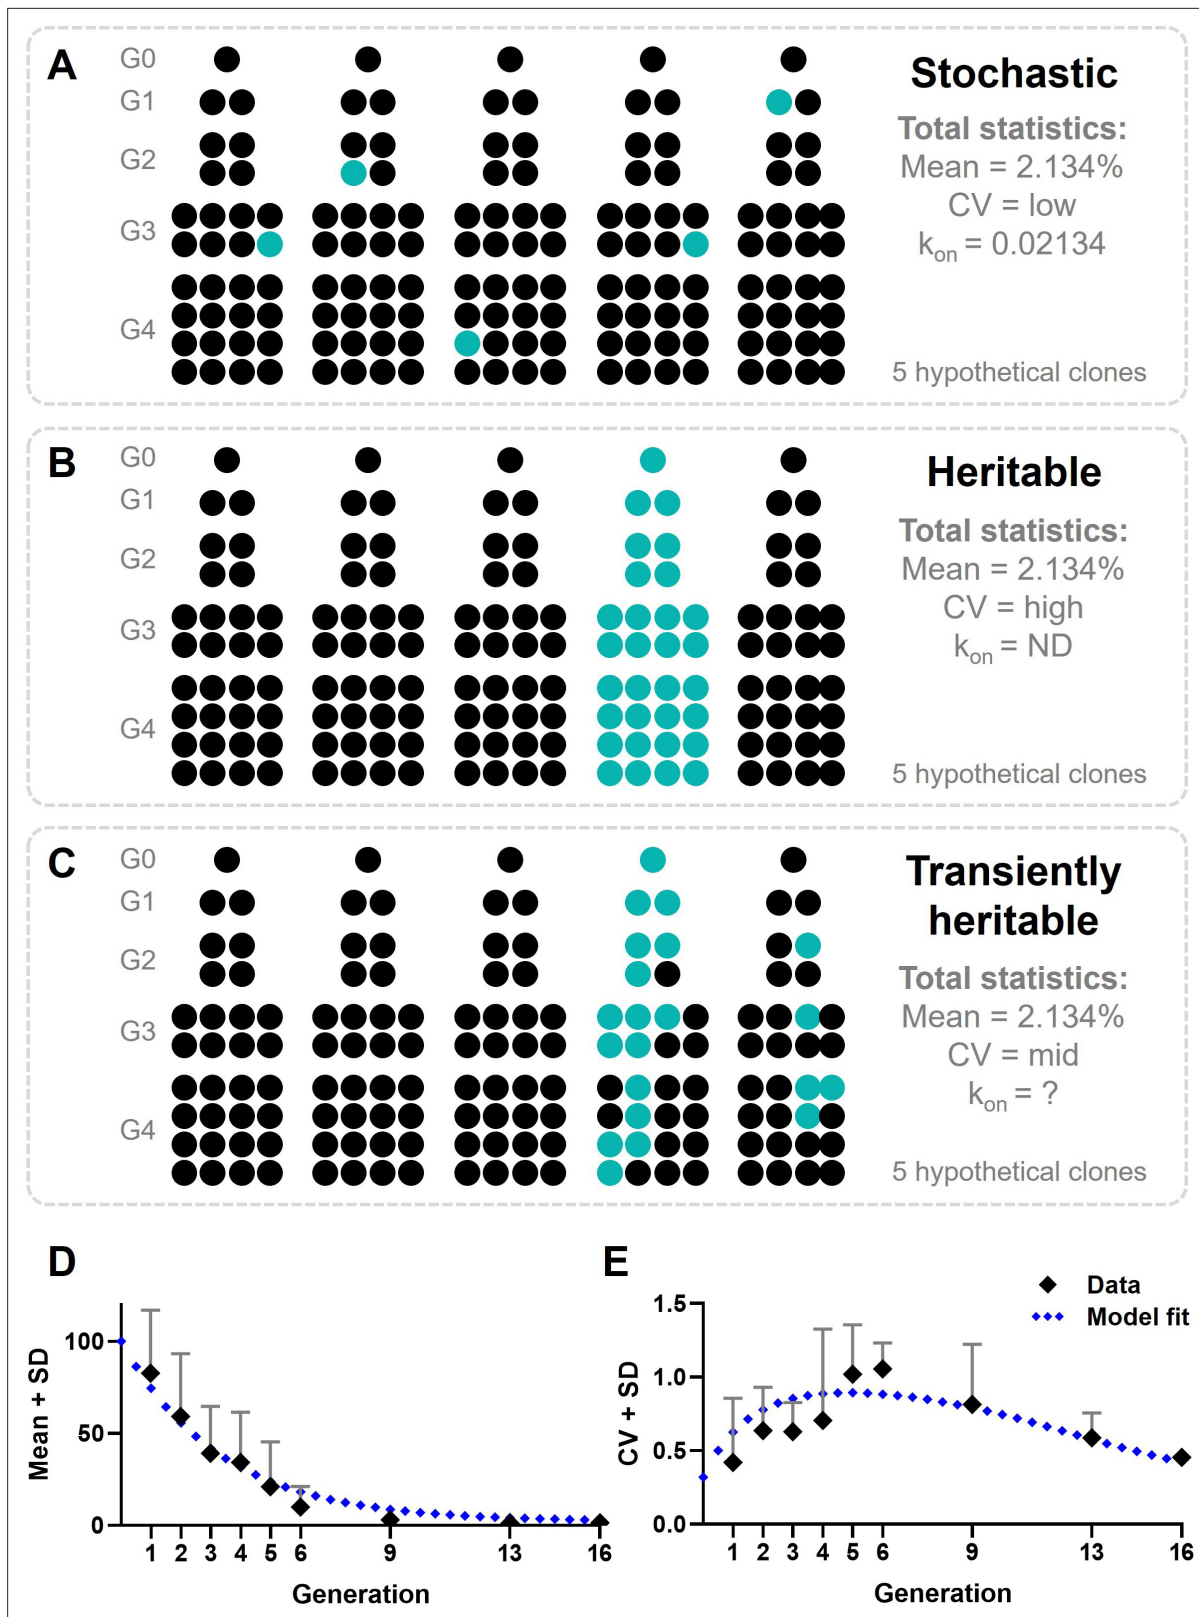 A
G0
G1
G2
G3
G4
Stochastic
Total statistics:
Mean = 2.134%
CV = low
kon = 0.02134
5 hypothetical clones
B
G0
G1
G2
G3
G4
Heritable
Total statistics:
Mean = 2.134%
CV = high
kon = ND
5 hypothetical clones
C
G0
G1
G2
G3
G4
Transiently
heritable
Total statistics:
Mean = 2.134%
CV = mid
kon = ?
5 hypothetical clones
D
Mean + SD
100
50
0
1 2 3 4 5 6 9 13 16
Generation
E
Data
Model fit
CV + SD
1.5
1.0
0.5
0.0
1 2 3 4 5 6 9 13 16
Generation